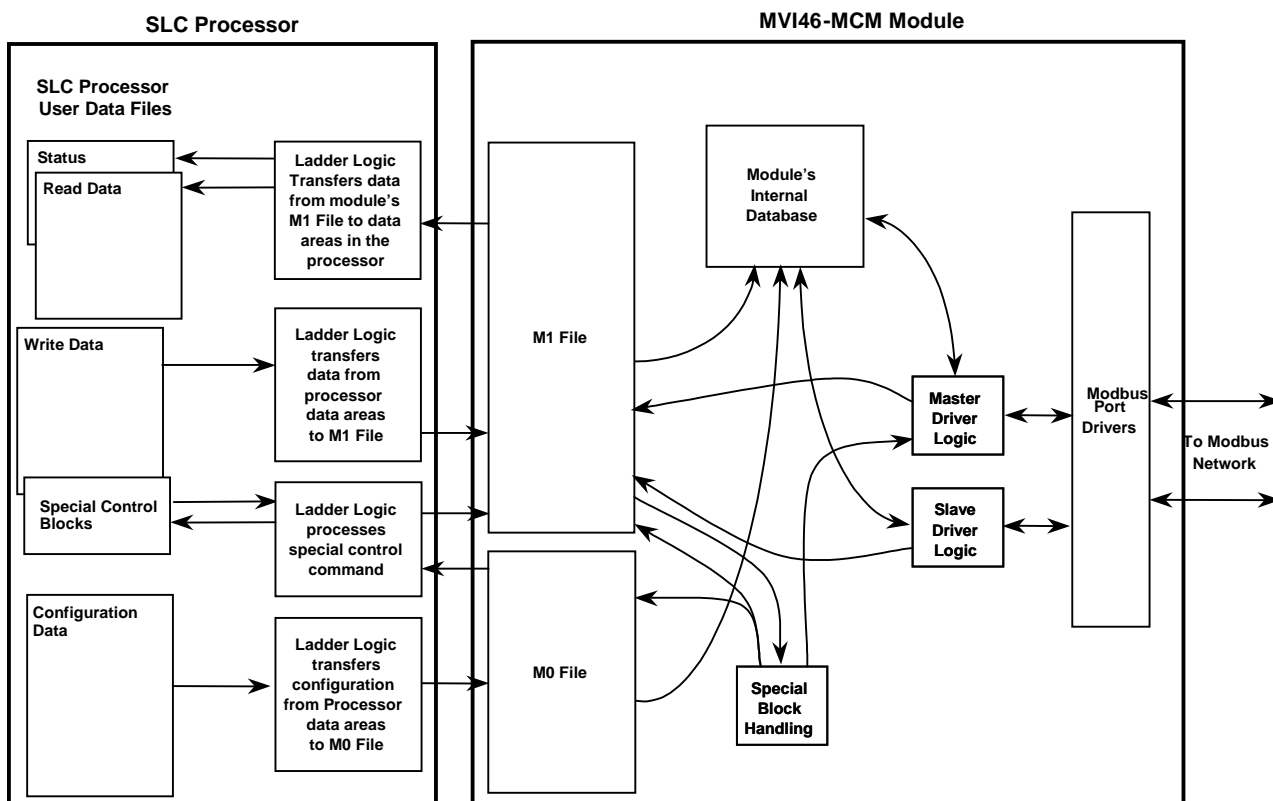 SLC Processor
MVI46-MCM Module
SLC Processor
User Data Files
Status
Read Data
Ladder Logic
Transfers data
from module's
M1 File to data
areas in the
processor
Write Data
Ladder Logic
transfers
data from
processor
data areas
to M1 File
Special Control
Blocks
Ladder Logic
processes
special control
command
Configuration
Data
Ladder Logic
transfers
configuration
from Processor
data areas
to M0 File
M1 File
M0 File
Module's
Internal
Database
Master
Driver
Logic
Slave
Driver
Logic
Special
Block
Handling
Modbus
Port
Drivers
To Modbus
Network